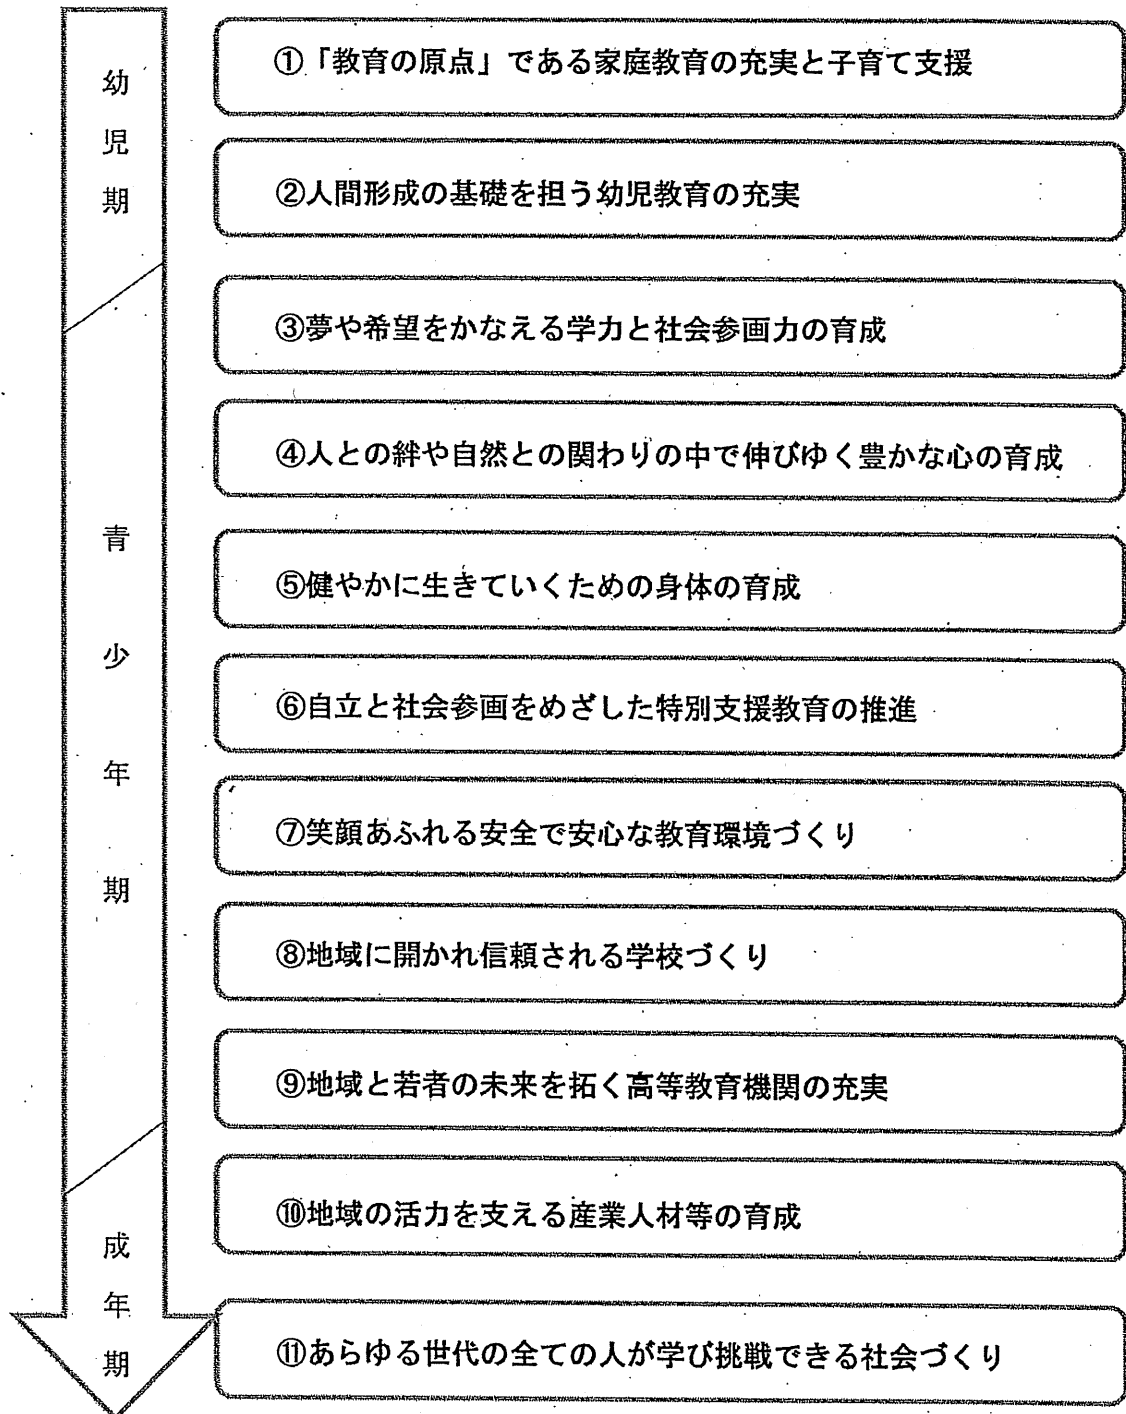 幼児期
①「教育の原点」である家庭教育の充実と子育て支援
②人間形成の基礎を担う幼児教育の充実
青少年期
③夢や希望をかなえる学力と社会参画力の育成
④人との絆や自然との関わりの中で伸びゆく豊かな心の育成
⑤健やかに生きていくための身体の育成
⑥自立と社会参画をめざした特別支援教育の推進
⑦笑顔あふれる安全で安心な教育環境づくり
⑧地域に開かれ信頼される学校づくり
⑨地域と若者の未来を拓く高等教育機関の充実
成年期
⑩地域の活力を支える産業人材等の育成
⑪あらゆる世代の全ての人が学び挑戦できる社会づくり